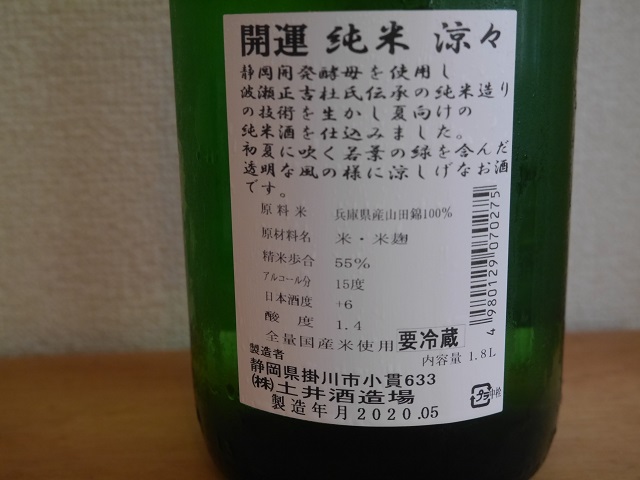 開運 純米 涼々
静岡開発酵母を使用し
波瀬正吉杜氏伝承の純米造り
の技術を生かし夏向けの
純米酒を仕込みました。
初夏に吹く若葉の緑を含んだ
透明な風の様に涼しげなお酒
です。
原料米 兵庫県産山田錦100%
原材料名 米・米麹
精米歩合 55%
アルコール分 15度
日本酒度 +6
酸度 1.4
全量国産米使用 要冷蔵
製造者 内容量 1.8L
静岡県掛川市小貫633
(株)土井酒造場
製造年月2020.05
4980129070275
プラ 中栓